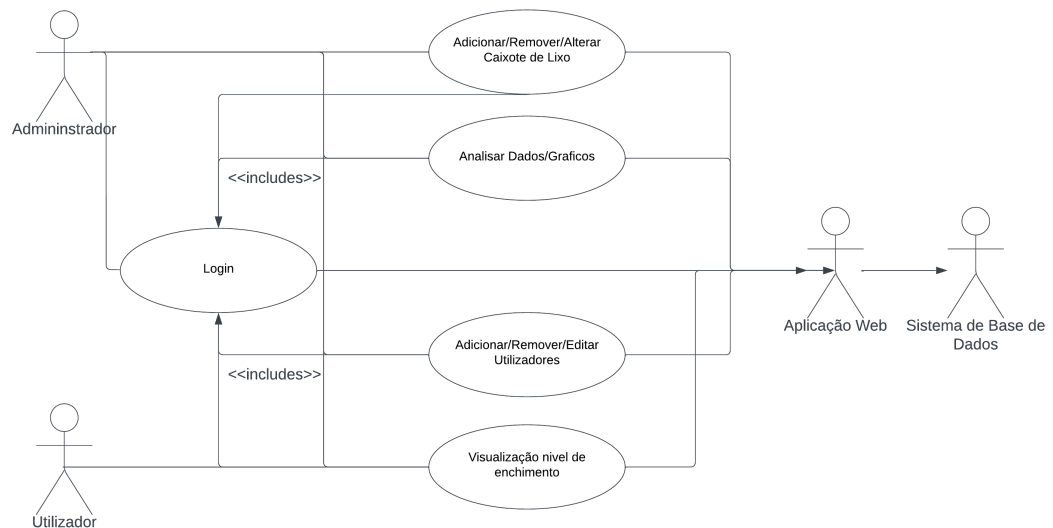 Adicionar/Remover/Alterar
Caixote de Lixo
Admininstrador
Analisar Dados/Graficos
<<includes>>
Login
Aplicação Web
Sistema de Base de
Dados
Adicionar/Remover/Editar
Utilizadores
<<includes>>
Visualização nivel de
enchimento
Utilizador